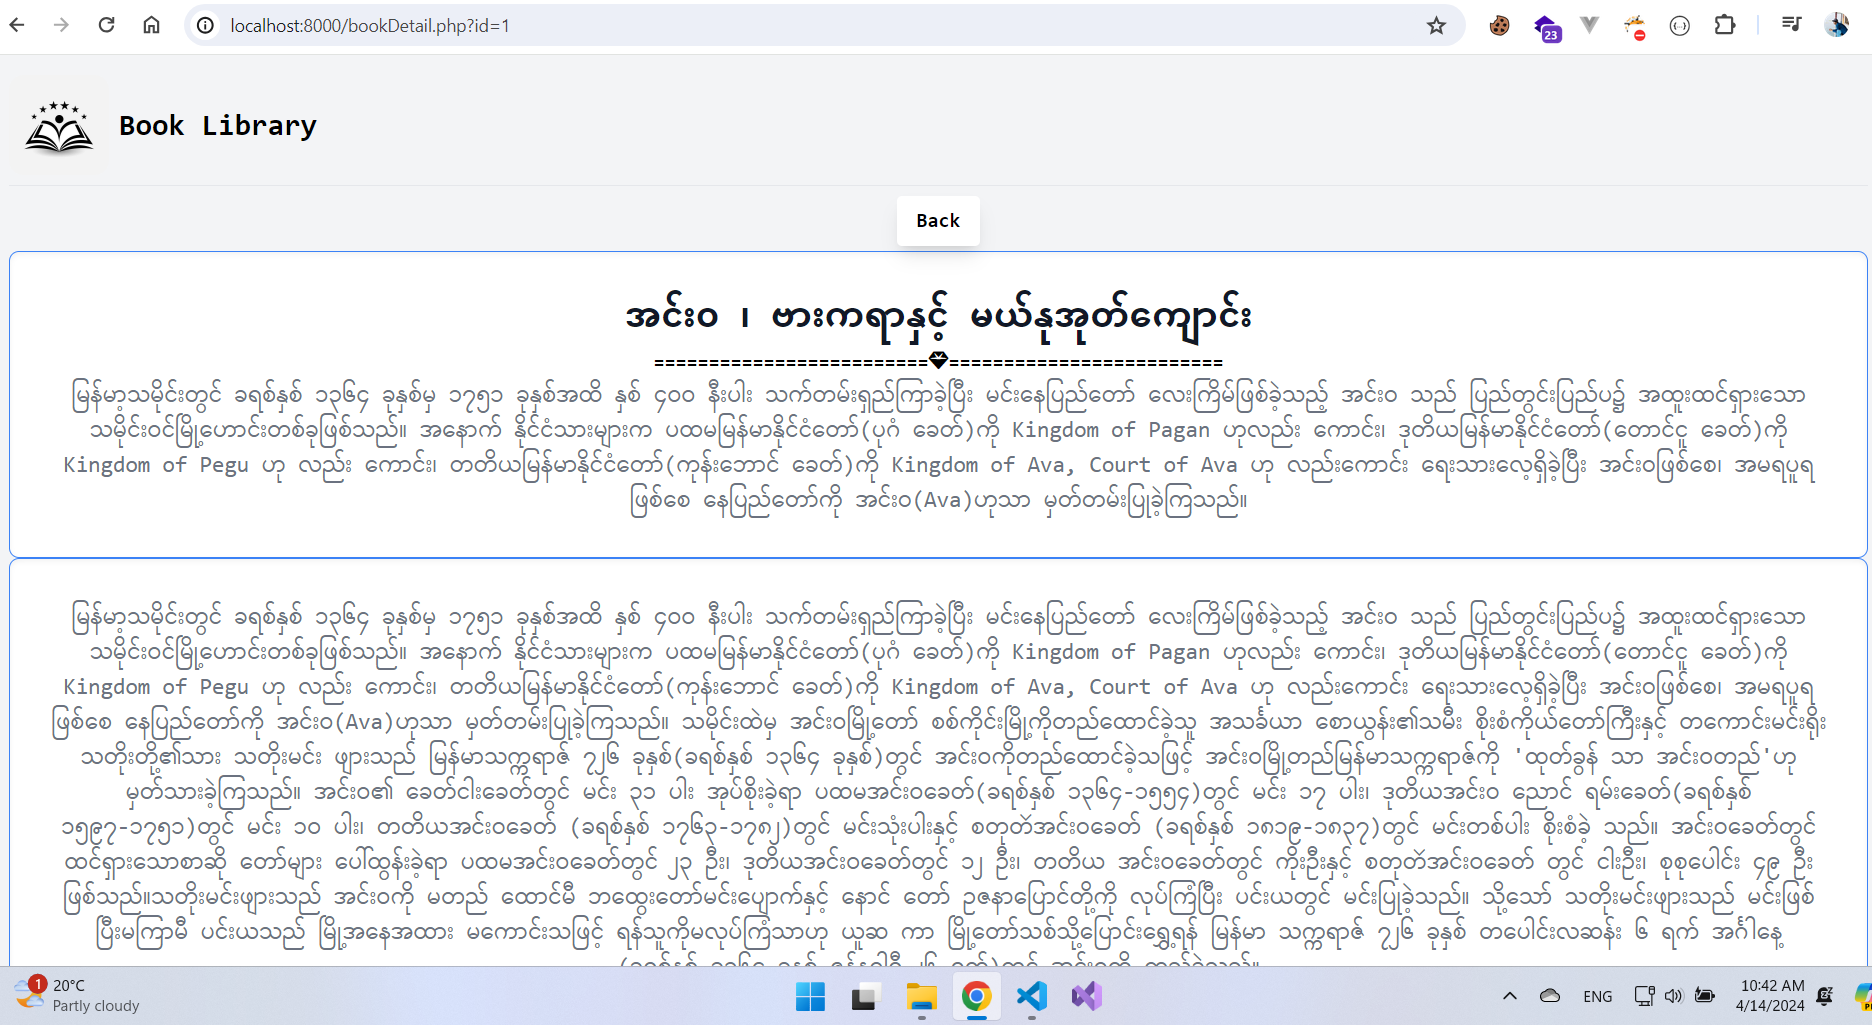 localhost:8000/bookDetail.php?id=1
23
Book Library
Back
အင်းဝ ၊ ဗားကရာနှင့် မယ်နုအုတ်ကျောင်း
=========================◆=========================
မြန်မာ့သမိုင်းတွင် ခရစ်နှစ် ၁၃၆၄ ခုနှစ်မှ ၁၇၅၁ ခုနှစ်အထိ နှစ် ၄၀၀ နီးပါး သက်တမ်းရှည်ကြာခဲ့ပြီး မင်းနေပြည်တော် လေးကြိမ်ဖြစ်ခဲ့သည့် အင်းဝ သည် ပြည်တွင်းပြည်ပ၌ အထူးထင်ရှားသော
သမိုင်းဝင်မြို့ဟောင်းတစ်ခုဖြစ်သည်။ အနောက် နိုင်ငံသားများက ပထမမြန်မာနိုင်ငံတော်(ပုဂံ ခေတ်)ကို Kingdom of Pagan ဟုလည်း ကောင်း၊ ဒုတိယမြန်မာနိုင်ငံတော်(တောင်ငူ ခေတ်)ကို
Kingdom of Pegu ဟု လည်း ကောင်း၊ တတိယမြန်မာနိုင်ငံတော်(ကုန်းဘောင် ခေတ်)ကို Kingdom of Ava, Court of Ava ဟု လည်းကောင်း ရေးသားလေ့ရှိခဲ့ပြီး အင်းဝဖြစ်စေ၊ အမရပူရ
ဖြစ်စေ နေပြည်တော်ကို အင်းဝ(Ava)ဟုသာ မှတ်တမ်းပြုခဲ့ကြသည်။
မြန်မာ့သမိုင်းတွင် ခရစ်နှစ် ၁၃၆၄ ခုနှစ်မှ ၁၇၅၁ ခုနှစ်အထိ နှစ် ၄၀၀ နီးပါး သက်တမ်းရှည်ကြာခဲ့ပြီး မင်းနေပြည်တော် လေးကြိမ်ဖြစ်ခဲ့သည့် အင်းဝ သည် ပြည်တွင်းပြည်ပ၌ အထူးထင်ရှားသော
သမိုင်းဝင်မြို့ဟောင်းတစ်ခုဖြစ်သည်။ အနောက် နိုင်ငံသားများက ပထမမြန်မာနိုင်ငံတော်(ပုဂံ ခေတ်)ကို Kingdom of Pagan ဟုလည်း ကောင်း၊ ဒုတိယမြန်မာနိုင်ငံတော်(တောင်ငူ ခေတ်)ကို
Kingdom of Pegu ဟု လည်း ကောင်း၊ တတိယမြန်မာနိုင်ငံတော်(ကုန်းဘောင် ခေတ်)ကို Kingdom of Ava, Court of Ava ဟု လည်းကောင်း ရေးသားလေ့ရှိခဲ့ပြီး အင်းဝဖြစ်စေ၊ အမရပူရ
ဖြစ်စေ နေပြည်တော်ကို အင်းဝ(Ava)ဟုသာ မှတ်တမ်းပြုခဲ့ကြသည်။ သမိုင်းထဲမှ အင်းဝမြို့တော် စစ်ကိုင်းမြို့ကိုတည်ထောင်ခဲ့သူ အသင်္ခယာ စောယွန်း၏သမီး စိုးစံကိုယ်တော်ကြီးနှင့် တကောင်းမင်းရိုး
သတိုးတို့၏သား သတိုးမင်း ဖျားသည် မြန်မာသက္ကရာဇ် ၇၂၆ ခုနှစ်(ခရစ်နှစ် ၁၃၆၄ ခုနှစ်)တွင် အင်းဝကိုတည်ထောင်ခဲ့သဖြင့် အင်းဝမြို့တည်မြန်မာသက္ကရာဇ်ကို 'ထုတ်ခွန် သာ အင်းဝတည်'ဟု
မှတ်သားခဲ့ကြသည်။ အင်းဝ၏ ခေတ်ငါးခေတ်တွင် မင်း ၃၁ ပါး အုပ်စိုးခဲ့ရာ ပထမအင်းဝခေတ်(ခရစ်နှစ် ၁၃၆၄-၁၅၅၄)တွင် မင်း ၁၇ ပါး၊ ဒုတိယအင်းဝ ညောင် ရမ်းခေတ်(ခရစ်နှစ်
၁၅၉၇-၁၇၅၁)တွင် မင်း ၁၀ ပါး၊ တတိယအင်းဝခေတ် (ခရစ်နှစ် ၁၇၆၃-၁၇၈၂)တွင် မင်းသုံးပါးနှင့် စတုတ္ထအင်းဝခေတ် (ခရစ်နှစ် ၁၈၁၉-၁၈၃၇)တွင် မင်းတစ်ပါး စိုးစံခဲ့ သည်။ အင်းဝခေတ်တွင်
ထင်ရှားသောစာဆို တော်များ ပေါ်ထွန်းခဲ့ရာ ပထမအင်းဝခေတ်တွင် ၂၃ ဦး၊ ဒုတိယအင်းဝခေတ်တွင် ၁၂ ဦး၊ တတိယ အင်းဝခေတ်တွင် ကိုးဦးနှင့် စတုတ္ထအင်းဝခေတ် တွင် ငါးဦး၊ စုစုပေါင်း ၄၉ ဦး
ဖြစ်သည်။သတိုးမင်းဖျားသည် အင်းဝကို မတည် ထောင်မီ ဘထွေးတော်မင်းပျောက်နှင့် နောင် တော် ဥဇနာပြောင်တို့ကို လုပ်ကြံပြီး ပင်းယတွင် မင်းပြုခဲ့သည်။ သို့သော် သတိုးမင်းဖျားသည် မင်းဖြစ်
ပြီးမကြာမီ ပင်းယသည် မြို့အနေအထား မကောင်းသဖြင့် ရန်သူကိုမလုပ်ကြံသာဟု ယူဆ ကာ မြို့တော်သစ်သို့ပြောင်းရွှေ့ရန် မြန်မာ သက္ကရာဇ် ၇၂၆ ခုနှစ် တပေါင်းလဆန်း ၆ ရက် အင်္ဂါနေ့
1
20°C
Partly cloudy
ENG
10:42 AM
4/14/2024